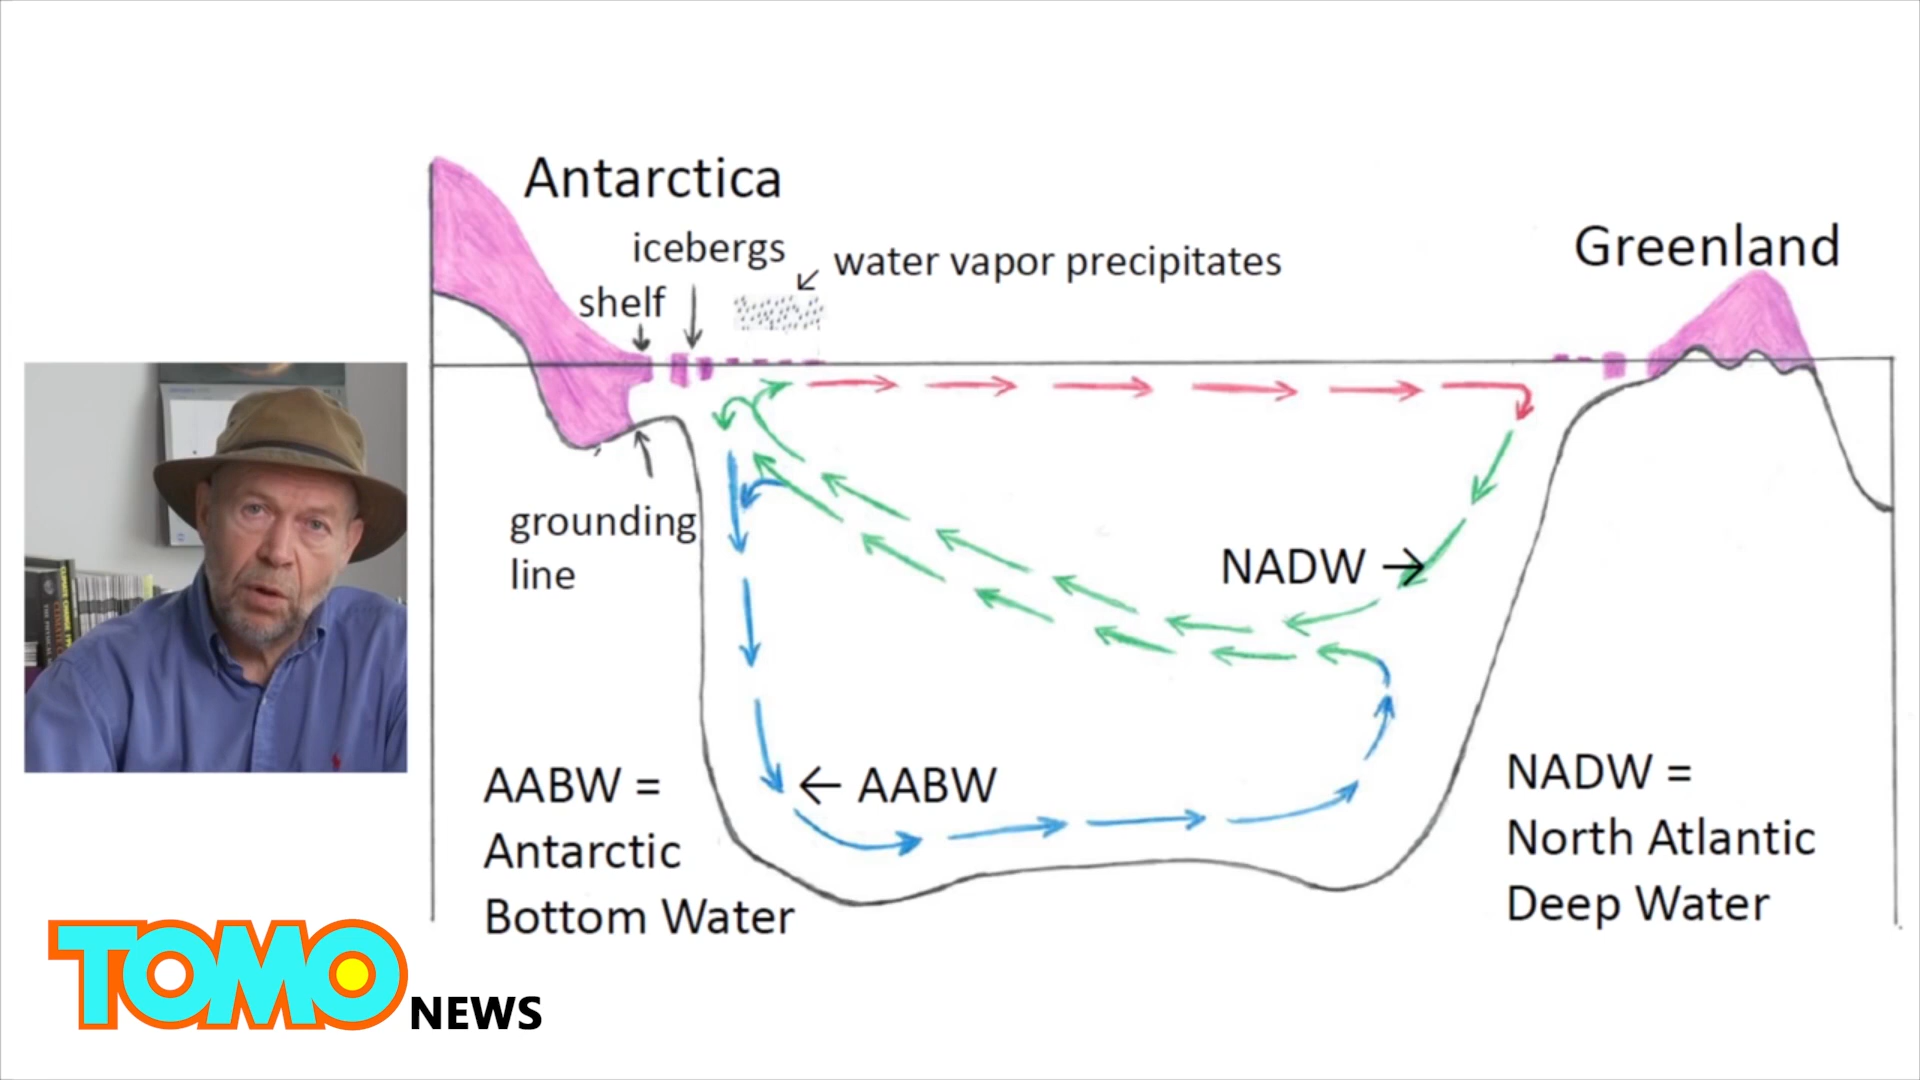 Antarctica
icebergs
shelf
↙ water vapor precipitates
Greenland
grounding
line
NADW →
AABW =
Antarctic
Bottom Water
← AABW
NADW =
North Atlantic
Deep Water
TOMO NEWS